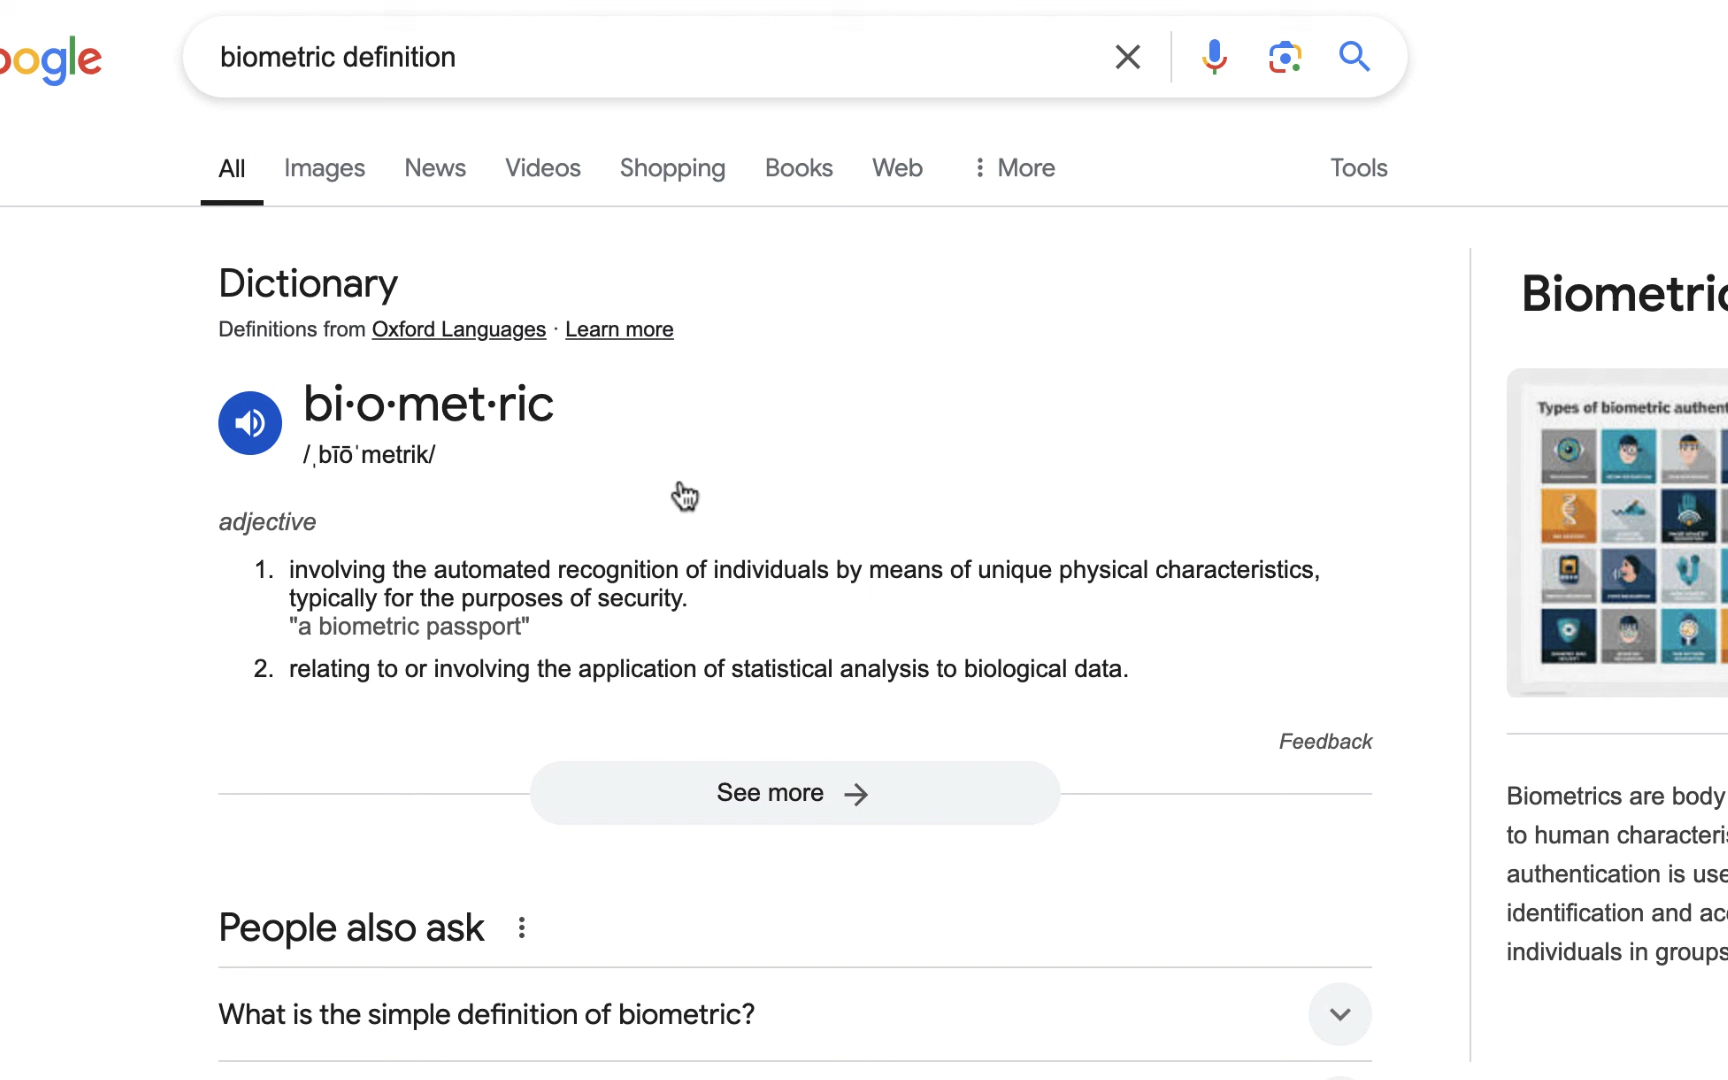 oogle
biometric definition
All Images News Videos Shopping Books Web More Tools
Dictionary
Definitions from Oxford Languages · Learn more
bi·o·met·ric
/ˌbīōˈmetrik/
adjective
1. involving the automated recognition of individuals by means of unique physical characteristics,
typically for the purposes of security.
"a biometric passport"
2. relating to or involving the application of statistical analysis to biological data.
Feedback
See more
People also ask
What is the simple definition of biometric?
Biometric
Types of biometric authent
Biometrics are body
to human characteris
authentication is use
identification and acc
individuals in groups